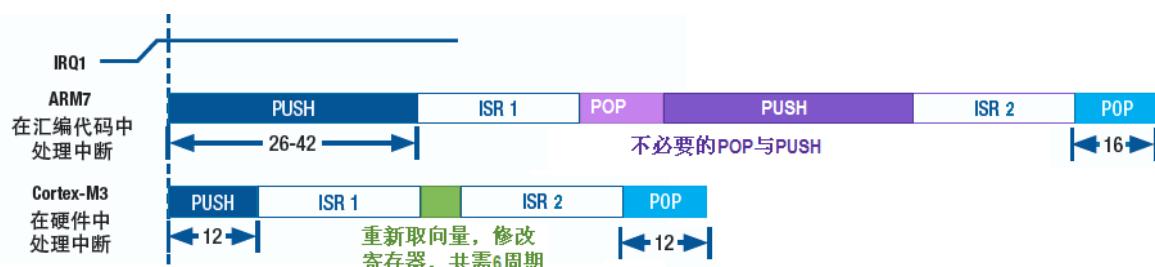 IRQ1
ARM7
在汇编代码中
处理中断
PUSH
ISR 1
POP
PUSH
ISR 2
POP
26-42
不必要的POP与PUSH
16
Cortex-M3
在硬件中
处理中断
PUSH
ISR 1
ISR 2
POP
12
重新取向量，修改
寄存器，共需6周期
12